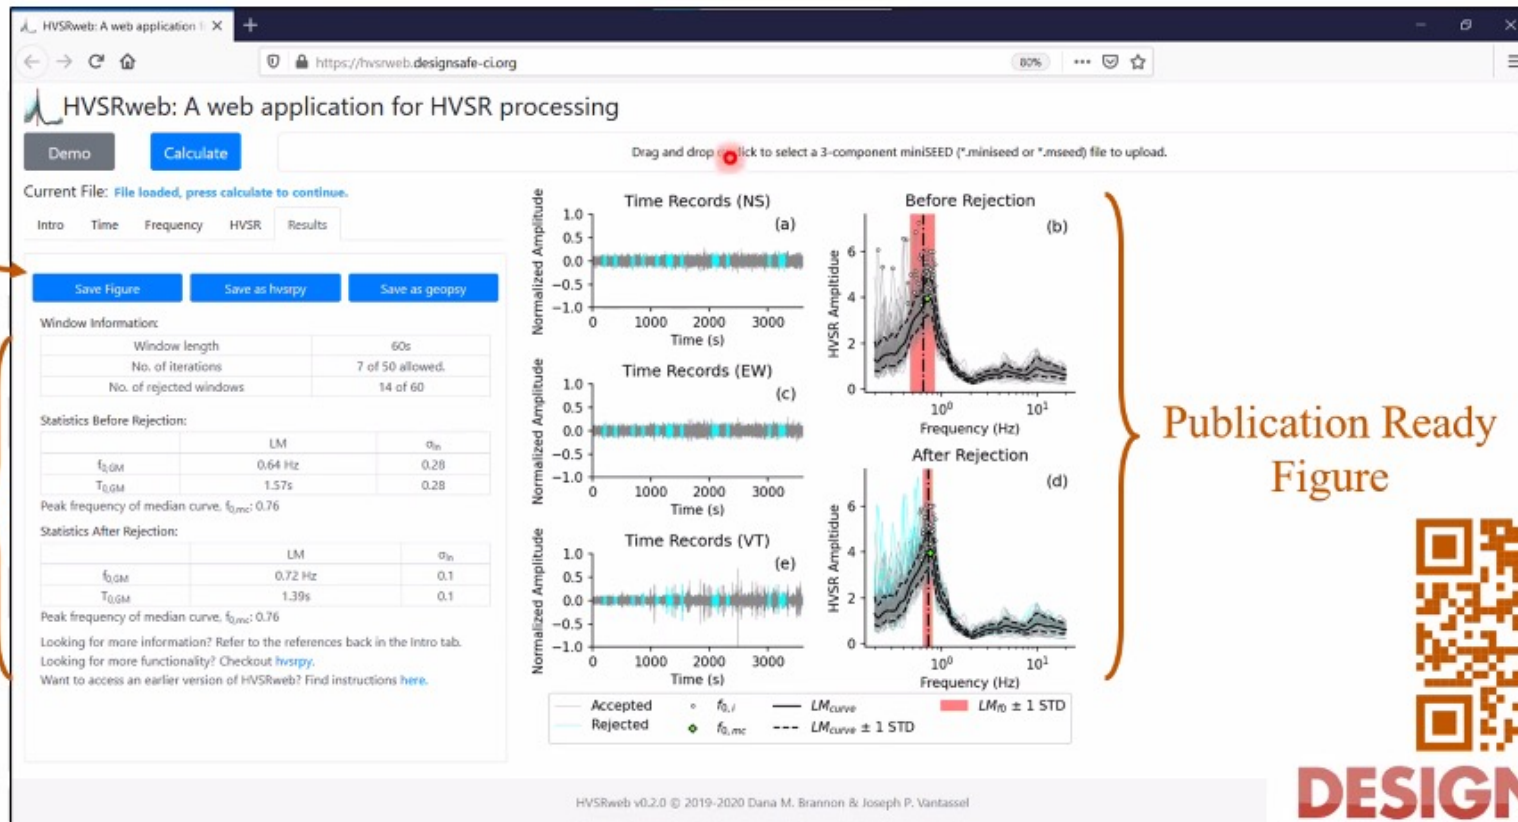 HVSRweb: A web application f
https://hvsrweb.designsafe-ci.org
80%
HVSRweb: A web application for HVSR processing
Demo
Calculate
Drag and drop click to select a 3-component miniSEED (*.miniseed or *.mseed) file to upload.
Current File: File loaded, press calculate to continue.
Intro Time Frequency HVSR Results
Save Figure Save as hvsrpy Save as geopsy
Window Information:
Window length 60s
No. of iterations 7 of 50 allowed.
No. of rejected windows 14 of 60
Statistics Before Rejection:
LM σln
f0,GM 0.64 Hz 0.28
T0,GM 1.57s 0.28
Peak frequency of median curve, f0,mc: 0.76
Statistics After Rejection:
LM σln
f0,GM 0.72 Hz 0.1
T0,GM 1.39s 0.1
Peak frequency of median curve, f0,mc: 0.76
Looking for more information? Refer to the references back in the Intro tab.
Looking for more functionality? Checkout hvsrpy.
Want to access an earlier version of HVSRweb? Find instructions here.
Time Records (NS)
(a)
Normalized Amplitude
1.0
0.5
0.0
−0.5
−1.0
0 1000 2000 3000
Time (s)
Time Records (EW)
(c)
Normalized Amplitude
1.0
0.5
0.0
−0.5
−1.0
0 1000 2000 3000
Time (s)
Time Records (VT)
(e)
Normalized Amplitude
1.0
0.5
0.0
−0.5
−1.0
0 1000 2000 3000
Time (s)
Before Rejection
(b)
HVSR Ampltidue
6
4
2
0
10⁰ 10¹
Frequency (Hz)
After Rejection
(d)
HVSR Ampltidue
6
4
2
0
10⁰ 10¹
Frequency (Hz)
Accepted f0,i LMcurve LMf0 ± 1 STD
Rejected f0,mc LMcurve ± 1 STD
Publication Ready
Figure
HVSRweb v0.2.0 © 2019-2020 Dana M. Brannon & Joseph P. Vantassel
DESIGN